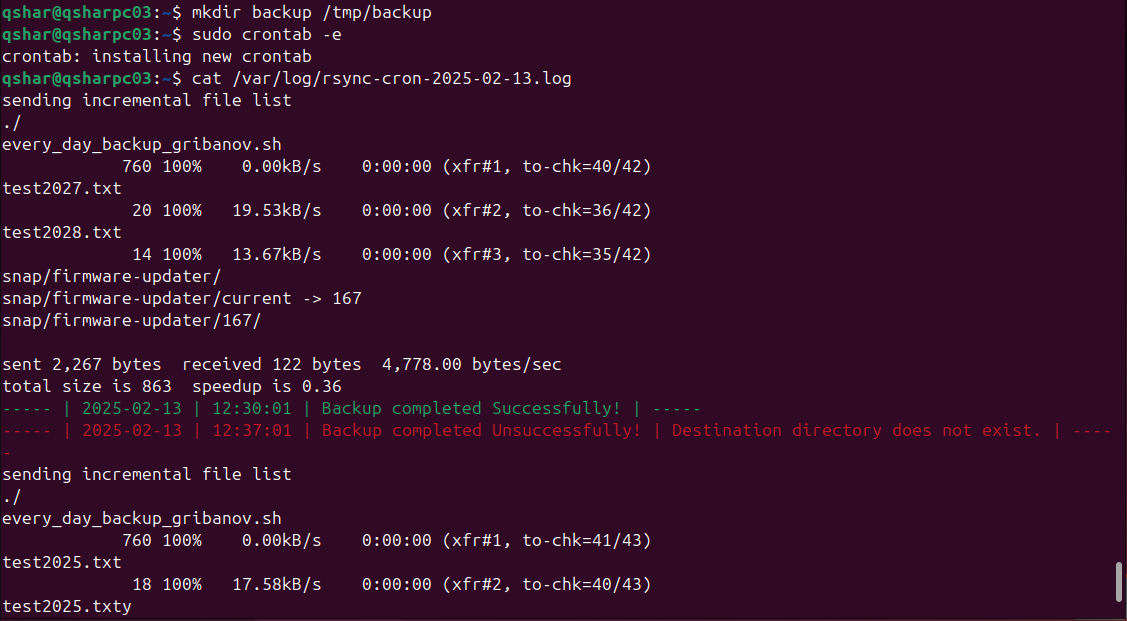 qshar@qsharpc03:~$ mkdir backup /tmp/backup
qshar@qsharpc03:~$ sudo crontab -e
crontab: installing new crontab
qshar@qsharpc03:~$ cat /var/log/rsync-cron-2025-02-13.log
sending incremental file list
./
every_day_backup_gribanov.sh
            760 100%    0.00kB/s    0:00:00 (xfr#1, to-chk=40/42)
test2027.txt
             20 100%   19.53kB/s    0:00:00 (xfr#2, to-chk=36/42)
test2028.txt
             14 100%   13.67kB/s    0:00:00 (xfr#3, to-chk=35/42)
snap/firmware-updater/
snap/firmware-updater/current -> 167
snap/firmware-updater/167/

sent 2,267 bytes  received 122 bytes  4,778.00 bytes/sec
total size is 863  speedup is 0.36
----- | 2025-02-13 | 12:30:01 | Backup completed Successfully! | -----
----- | 2025-02-13 | 12:37:01 | Backup completed Unsuccessfully! | Destination directory does not exist. | ----
-
sending incremental file list
./
every_day_backup_gribanov.sh
            760 100%    0.00kB/s    0:00:00 (xfr#1, to-chk=41/43)
test2025.txt
             18 100%   17.58kB/s    0:00:00 (xfr#2, to-chk=40/43)
test2025.txty